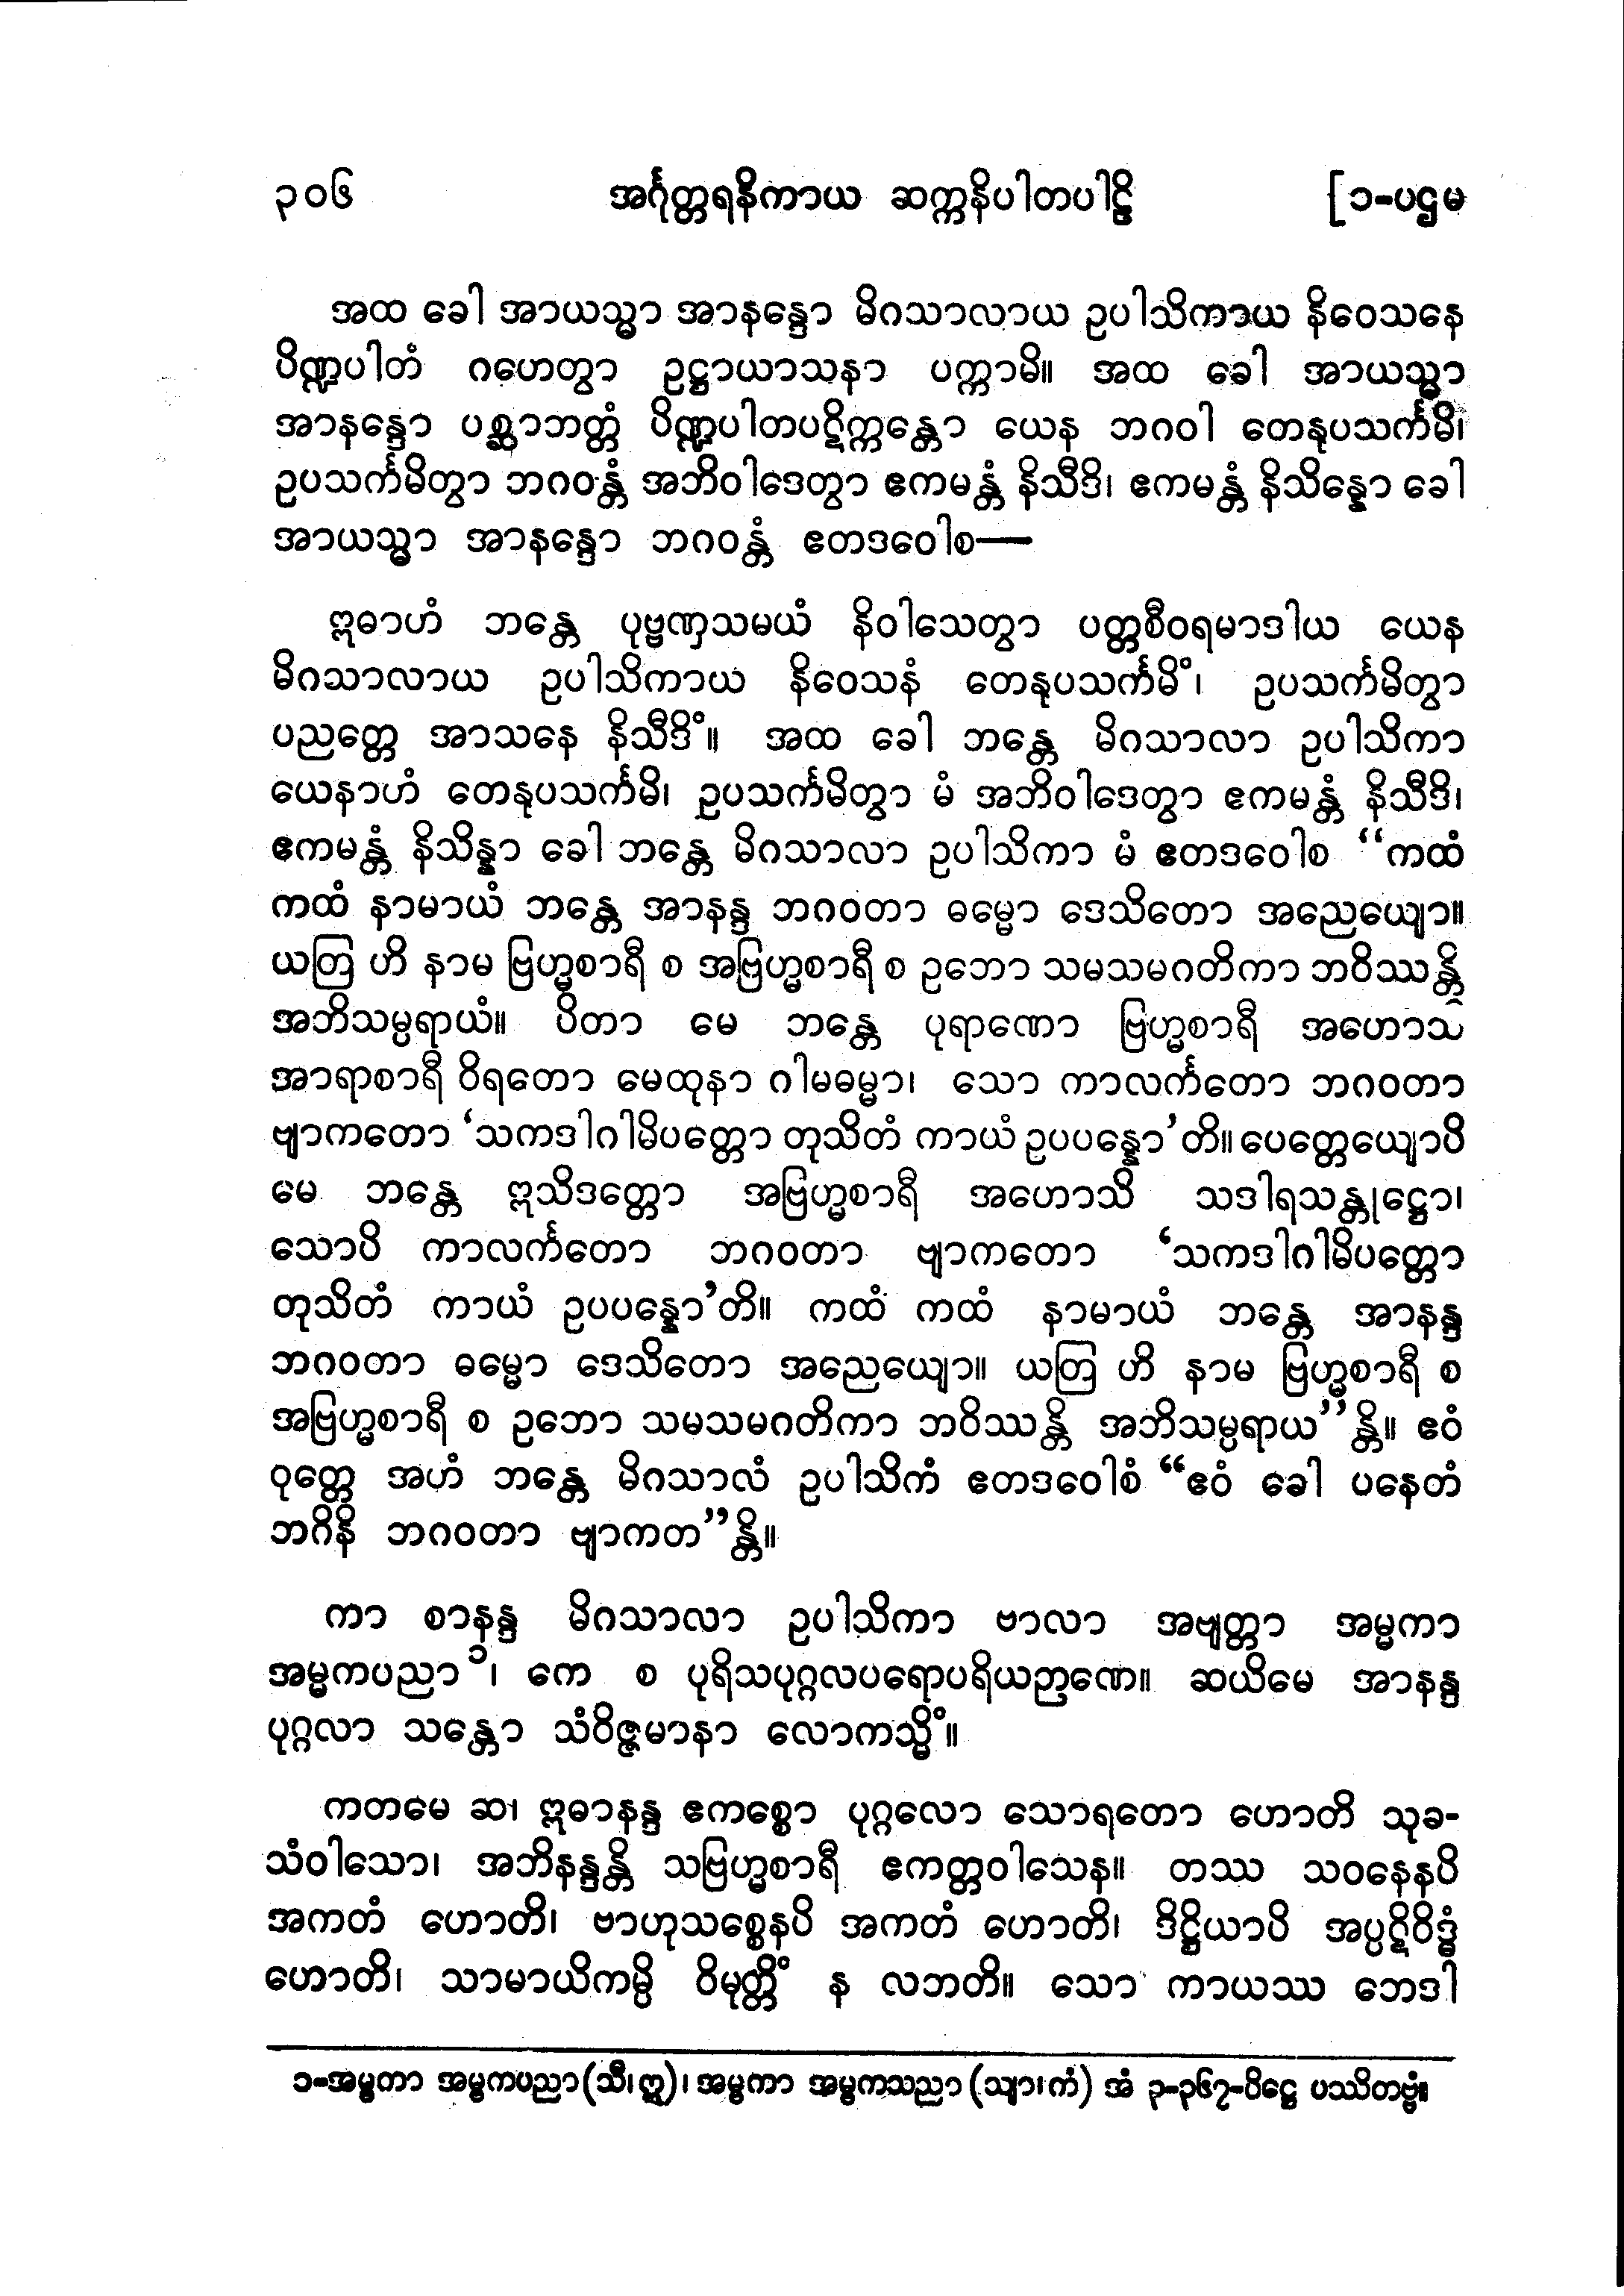 ၃၀၆ အင်္ဂုတ္တရနိကာယ ဆက္ကနိပါတပါဠိ [၁-ပဌမ
အထ ခေါ အာယသ္မာ အာနန္ဒော မိဂသာလာယ ဥပါသိကာယ နိဝေသနေ
ပိဏ္ဍပါတံ ဂဟေတွာ ဥဋ္ဌာယာသနာ ပက္ကာမိ။ အထ ခေါ အာယသ္မာ
အာနန္ဒော ပစ္ဆာဘတ္တံ ပိဏ္ဍပါတပဋိက္ကန္တော ယေန ဘဂဝါ တေနုပသင်္ကမိ၊
ဥပသင်္ကမိတွာ ဘဂဝန္တံ အဘိဝါဒေတွာ ဧကမန္တံ နိသီဒိ၊ ဧကမန္တံ နိသိန္နော ခေါ
အာယသ္မာ အာနန္ဒော ဘဂဝန္တံ ဧတဒဝေါစ—
ဣဓာဟံ ဘန္တေ ပုဗ္ဗဏှသမယံ နိဝါသေတွာ ပတ္တစီဝရမာဒါယ ယေန
မိဂသာလာယ ဥပါသိကာယ နိဝေသနံ တေနုပသင်္ကမိံ၊ ဥပသင်္ကမိတွာ
ပညတ္တေ အာသနေ နိသီဒိံ။ အထ ခေါ ဘန္တေ မိဂသာလာ ဥပါသိကာ
ယေနာဟံ တေနုပသင်္ကမိ၊ ဥပသင်္ကမိတွာ မံ အဘိဝါဒေတွာ ဧကမန္တံ နိသီဒိ၊
ဧကမန္တံ နိသိန္နာ ခေါ ဘန္တေ မိဂသာလာ ဥပါသိကာ မံ ဧတဒဝေါစ “ကထံ
ကထံ နာမာယံ ဘန္တေ အာနန္ဒ ဘဂဝတာ ဓမ္မော ဒေသိတော အညေယျော။
ယတြ ဟိ နာမ ဗြဟ္မစာရီ စ အဗြဟ္မစာရီ စ ဥဘော သမသမဂတိကာ ဘဝိဿန္တိ
အဘိသမ္ပရာယံ။ ပိတာ မေ ဘန္တေ ပုရာဏော ဗြဟ္မစာရီ အဟောသိ
အာရာစာရီ ဝိရတော မေထုနာ ဂါမဓမ္မာ၊ သော ကာလင်္ကတော ဘဂဝတာ
ဗျာကတော ‘သကဒါဂါမိပတ္တော တုသိတံ ကာယံ ဥပပန္နော’တိ။ ပေတ္တေယျောပိ
မေ ဘန္တေ ဣသိဒတ္တော အဗြဟ္မစာရီ အဟောသိ သဒါရသန္တုဋ္ဌော၊
သောပိ ကာလင်္ကတော ဘဂဝတာ ဗျာကတော ‘သကဒါဂါမိပတ္တော
တုသိတံ ကာယံ ဥပပန္နော’တိ။ ကထံ ကထံ နာမာယံ ဘန္တေ အာနန္ဒ
ဘဂဝတာ ဓမ္မော ဒေသိတော အညေယျော။ ယတြ ဟိ နာမ ဗြဟ္မစာရီ စ
အဗြဟ္မစာရီ စ ဥဘော သမသမဂတိကာ ဘဝိဿန္တိ အဘိသမ္ပရာယ”န္တိ။ ဧဝံ
ဝုတ္တေ အဟံ ဘန္တေ မိဂသာလံ ဥပါသိကံ ဧတဒဝေါစံ “ဧဝံ ခေါ ပနေတံ
ဘဂိနိ ဘဂဝတာ ဗျာကတ”န္တိ။
ကာ စာနန္ဒ မိဂသာလာ ဥပါသိကာ ဗာလာ အဗျတ္တာ အမ္မကာ
အမ္မကပညာ၁၊ ကေ စ ပုရိသပုဂ္ဂလပရောပရိယဉာဏေ။ ဆယိမေ အာနန္ဒ
ပုဂ္ဂလာ သန္တော သံဝိဇ္ဇမာနာ လောကသ္မိံ။
ကတမေ ဆ၊ ဣဓာနန္ဒ ဧကစ္စော ပုဂ္ဂလော သောရတော ဟောတိ သုခ-
သံဝါသော၊ အဘိနန္ဒန္တိ သဗြဟ္မစာရီ ဧကတ္တဝါသေန။ တဿ သဝနေနပိ
အကတံ ဟောတိ၊ ဗာဟုသစ္စေနပိ အကတံ ဟောတိ၊ ဒိဋ္ဌိယာပိ အပ္ပဋိဝိဒ္ဓံ
ဟောတိ၊ သာမာယိကမ္ပိ ဝိမုတ္တိံ န လဘတိ။ သော ကာယဿ ဘေဒါ
၁-အမ္ဗကာ အမ္ဗကပညာ (သီ၊ဣ)၊ အမ္ဗကာ အမ္ဗကသညာ (သျာ၊ကံ) အံ ၃-၃၆၇-ပိဋ္ဌေ ပဿိတဗ္ဗံ။